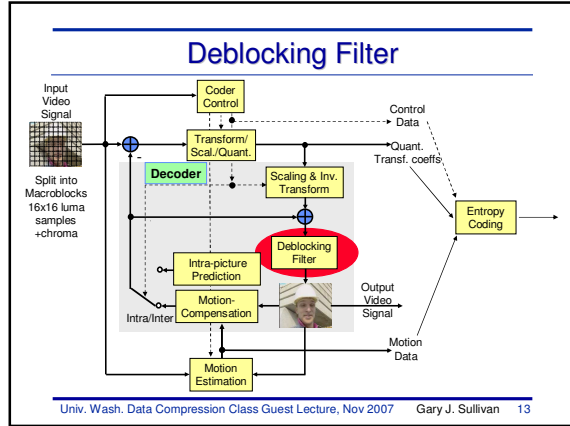 Deblocking Filter
Input
Video
Signal
Split into
Macroblocks
16x16 luma
samples
+chroma
Coder
Control
Control
Data
Transform/
Scal./Quant.
-
Quant.
Transf. coeffs
Decoder
Scaling & Inv.
Transform
Entropy
Coding
Deblocking
Filter
Intra-picture
Prediction
Motion-
Compensation
Intra/Inter
Output
Video
Signal
Motion
Data
Motion
Estimation
Univ. Wash. Data Compression Class Guest Lecture, Nov 2007 Gary J. Sullivan 13